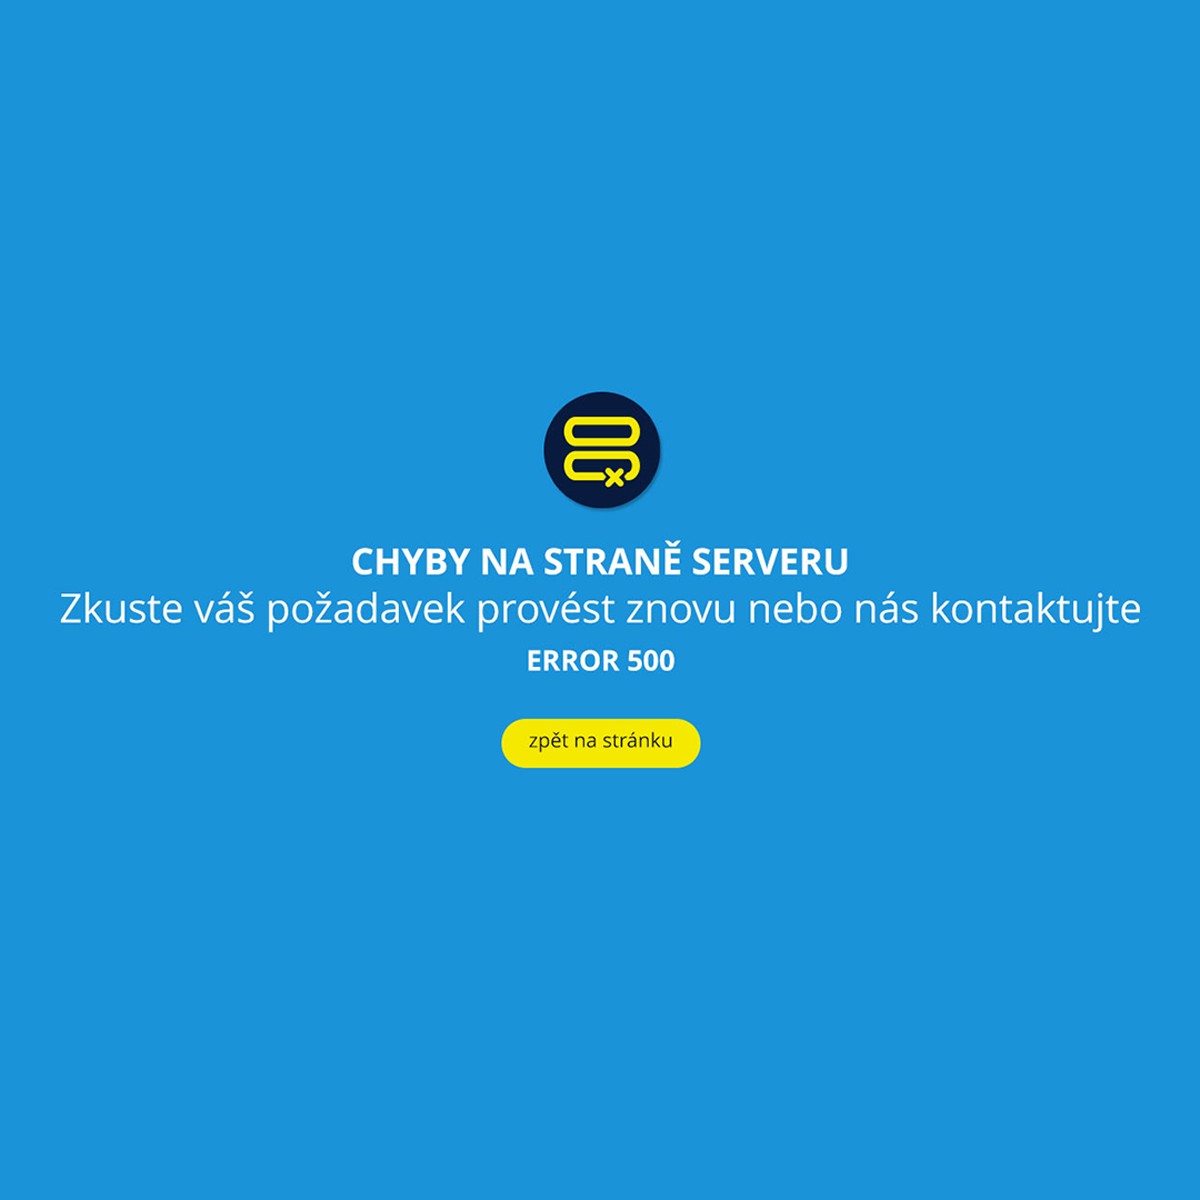 CHYBY NA STRANĚ SERVERU
Zkuste váš požadavek provést znovu nebo nás kontaktujte
ERROR 500
zpět na stránku